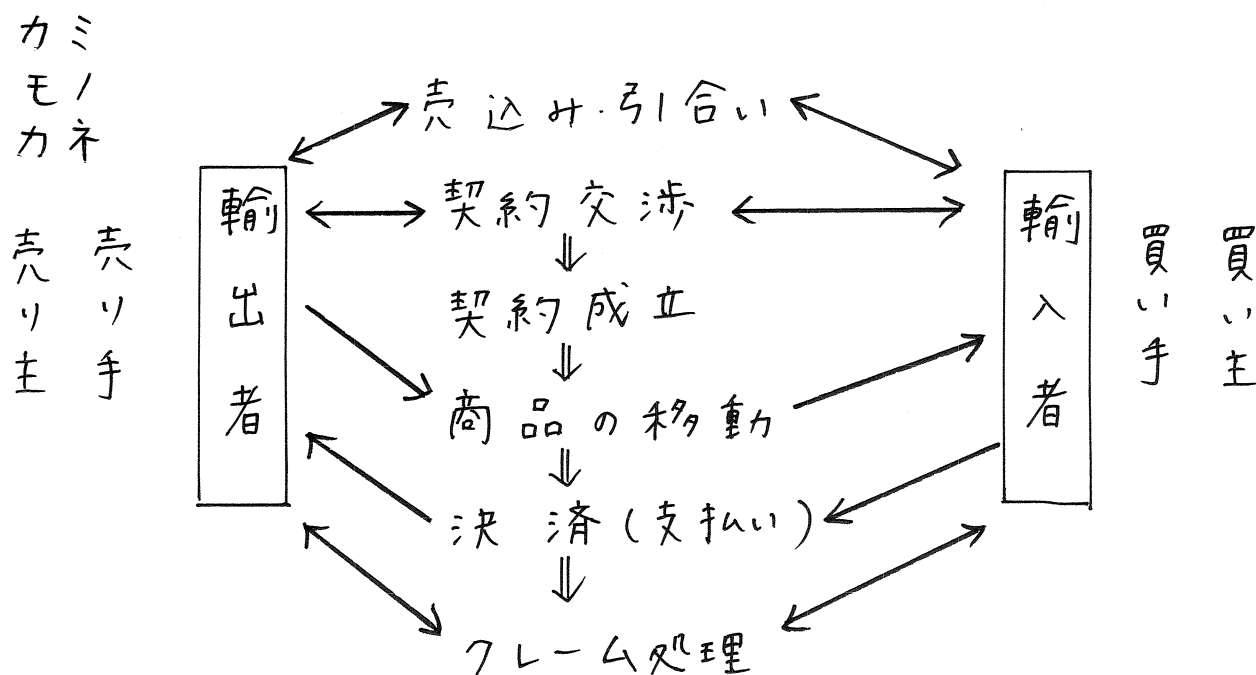 カミ
モノ
カネ
売り主
売り手
輸出者
売込み・引合い
契約交渉
契約成立
商品の移動
決済(支払い)
クレーム処理
輸入者
買い手
買い主